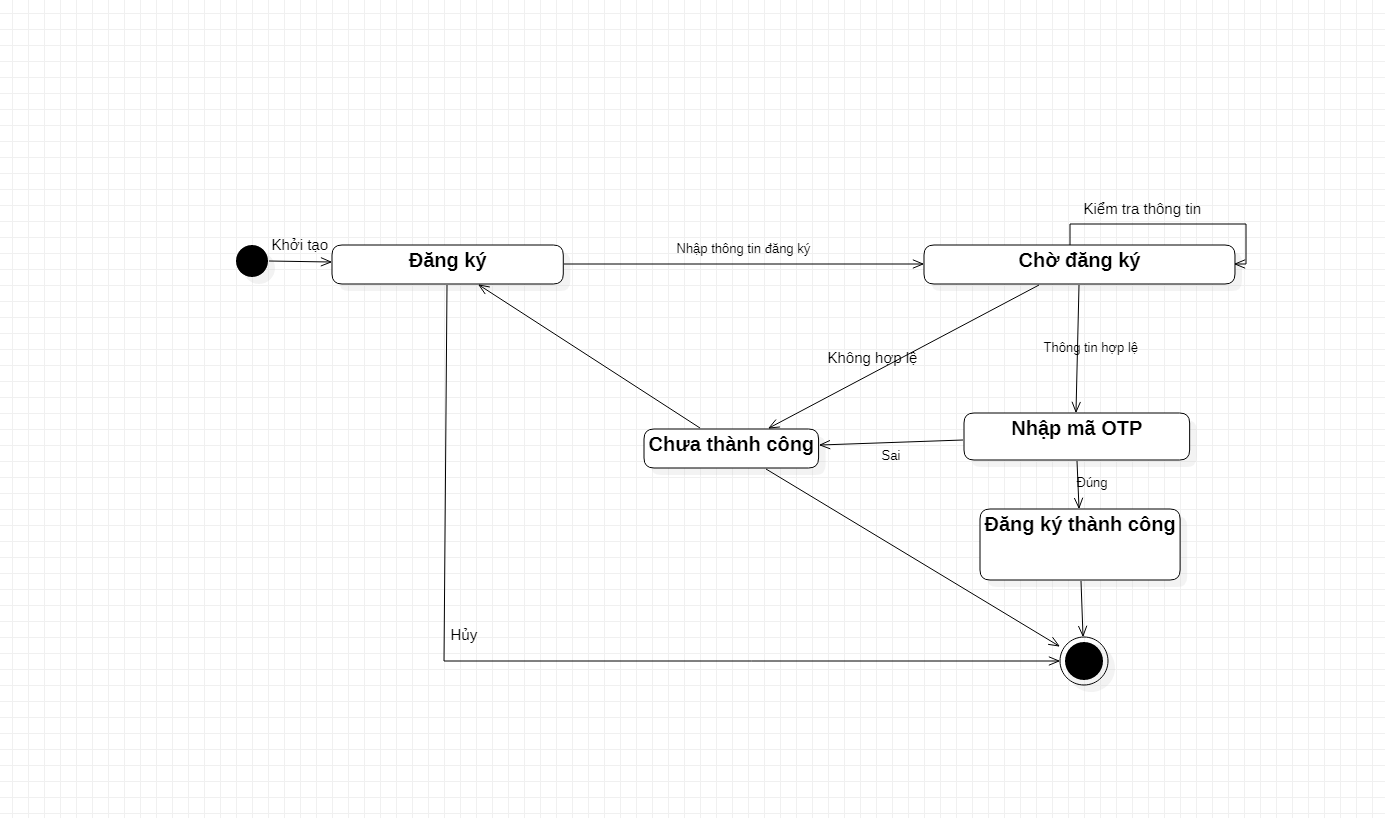 Kiểm tra thông tin
Khởi tạo
Đăng ký
Nhập thông tin đăng ký
Chờ đăng ký
Không hợp lệ
Thông tin hợp lệ
Chưa thành công
Nhập mã OTP
Sai
Đúng
Đăng ký thành công
Hủy